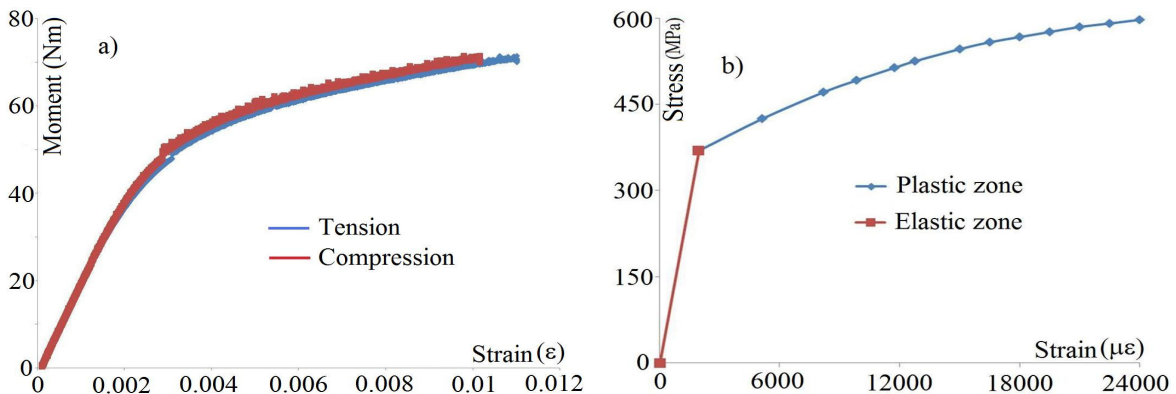 80
60
40
20
0
Moment (Nm)
a)
Tension
Compression
Strain (ε)
0 0.002 0.004 0.006 0.008 0.01 0.012
600
450
300
150
0
Stress (MPa)
b)
Plastic zone
Elastic zone
Strain (με)
0 6000 12000 18000 24000